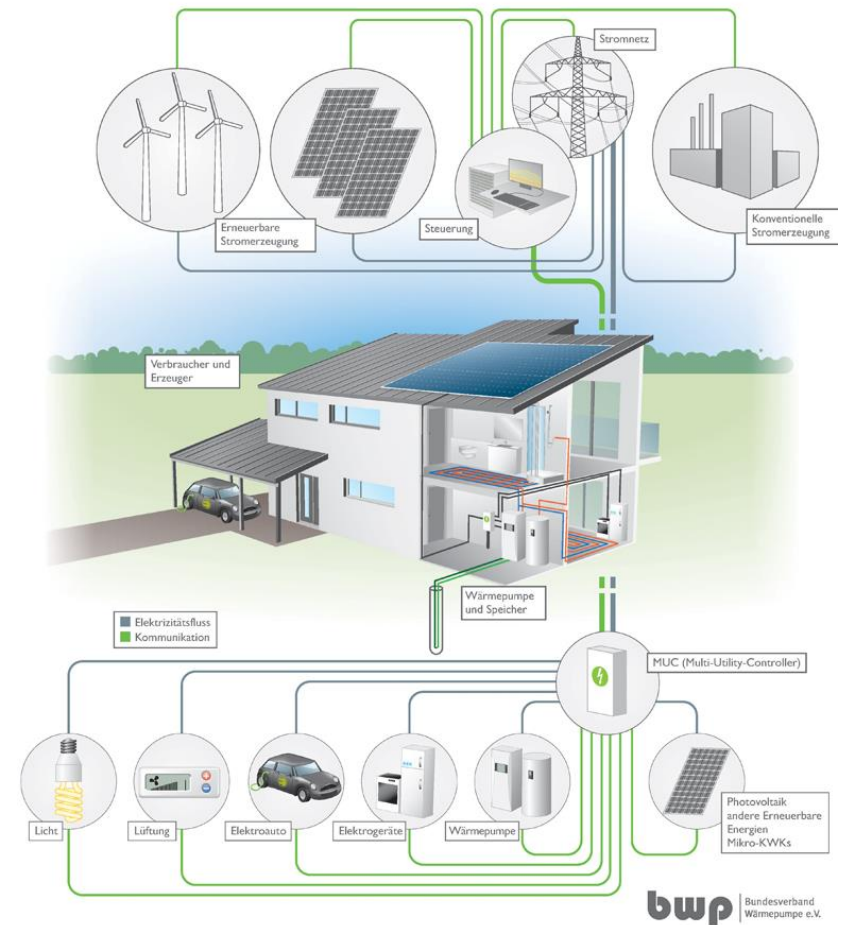 Stromnetz
Erneuerbare
Stromerzeugung
Steuerung
Konventionelle
Stromerzeugung
Verbraucher und
Erzeuger
Wärmepumpe
und Speicher
Elektrizitätsfluss
Kommunikation
MUC (Multi-Utility-Controller)
Licht
Lüftung
Elektroauto
Elektrogeräte
Wärmepumpe
Photovoltaik
andere Erneuerbare
Energien
Mikro-KWKs
bwp
Bundesverband
Wärmepumpe e.V.